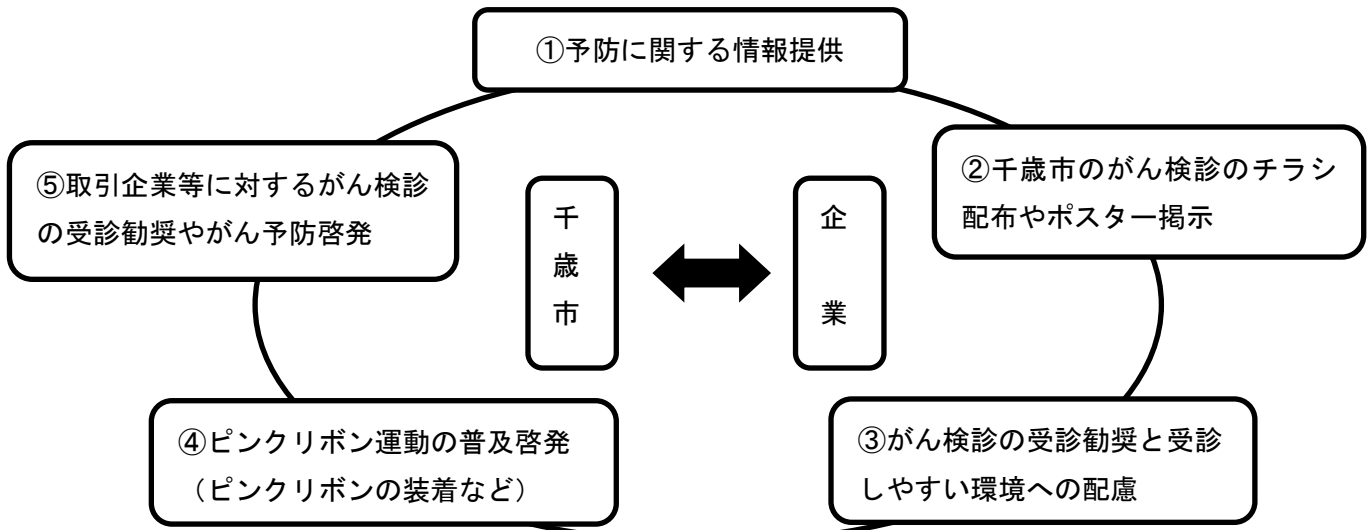 ①予防に関する情報提供
②千歳市のがん検診のチラシ
配布やポスター掲示
⑤取引企業等に対するがん検診
の受診勧奨やがん予防啓発
千歳市
企業
④ピンクリボン運動の普及啓発
（ピンクリボンの装着など）
③がん検診の受診勧奨と受診
しやすい環境への配慮